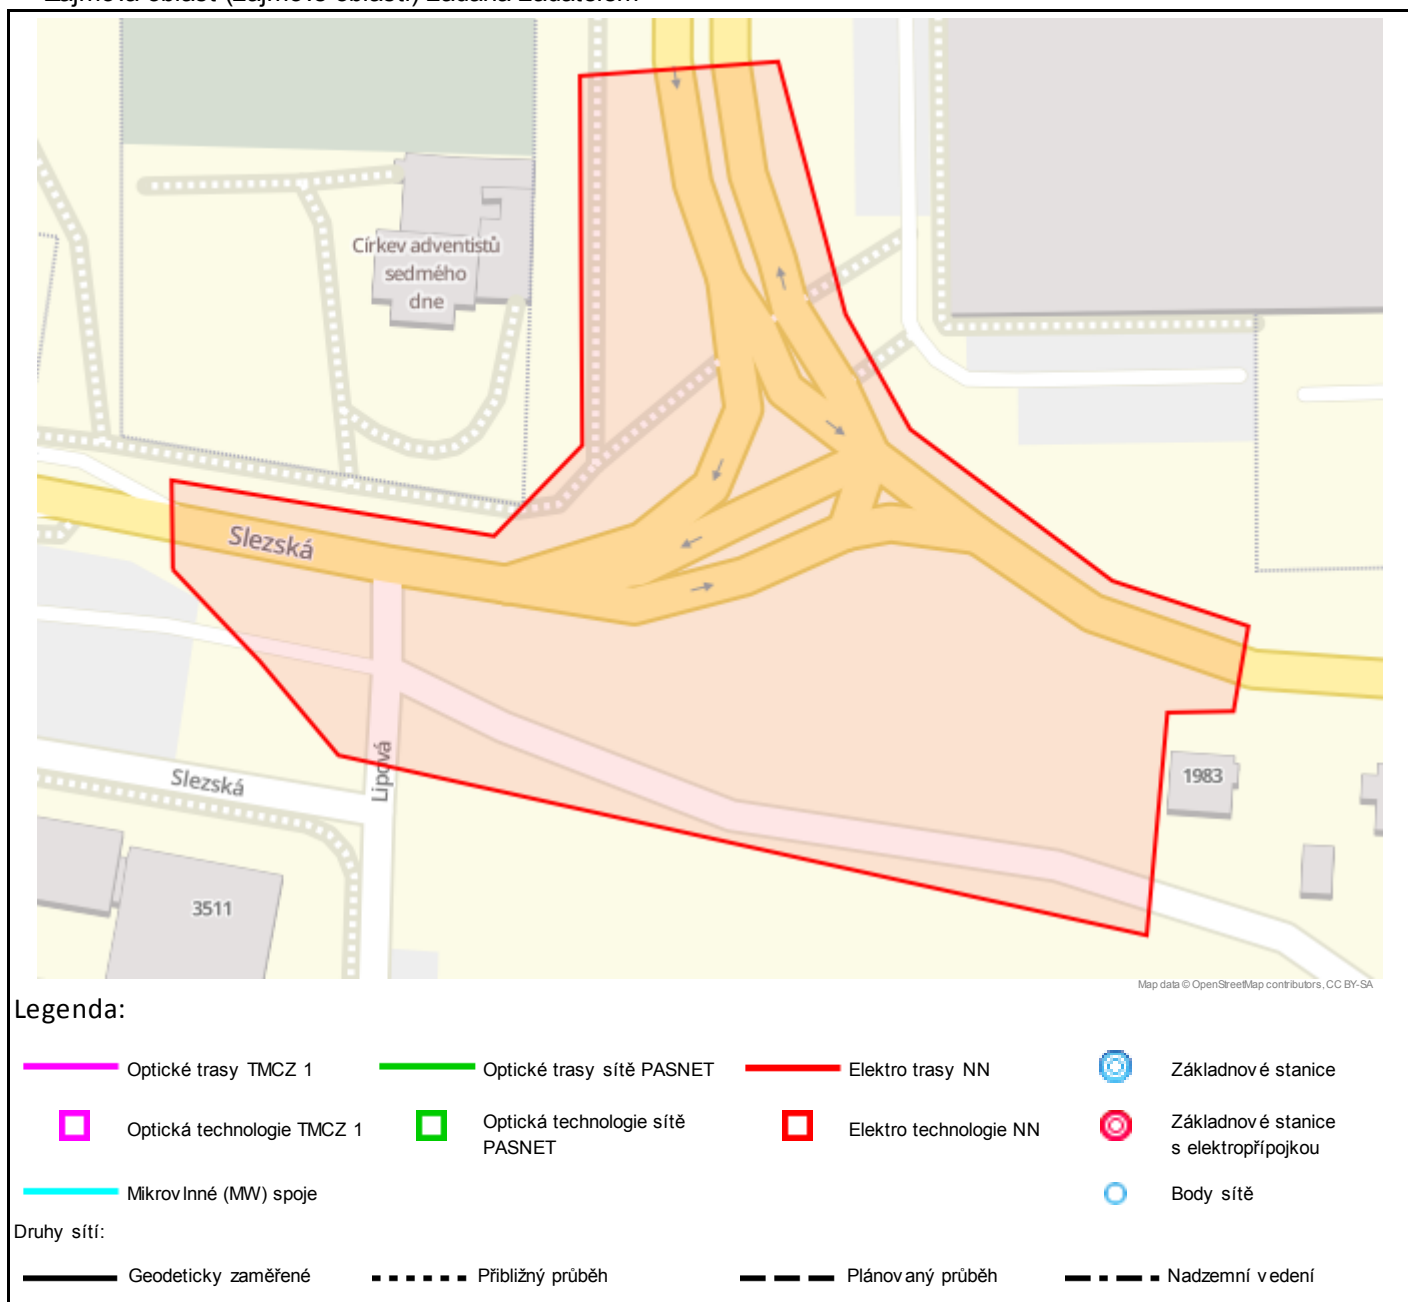 Církev adventistů
sedmého
dne
Slezská
Lipová
Slezská
1983
3511
Map data © OpenStreetMap contributors, CC BY-SA
Legenda:
Optické trasy TMCZ 1
Optické trasy sítě PASNET
Elektro trasy NN
Základnové stanice
Optická technologie TMCZ 1
Optická technologie sítě
PASNET
Elektro technologie NN
Základnové stanice
s elektropřípojkou
Mikrovlnné (MW) spoje
Body sítě
Druhy sítí:
Geodeticky zaměřené
Přibližný průběh
Plánovaný průběh
Nadzemní vedení